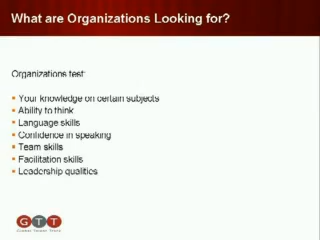 What are Organizations Looking for?
Organizations test:
Your knowledge on certain subjects
Ability to think
Language skills
Confidence in speaking
Team skills
Facilitation skills
Leadership qualities
GTT